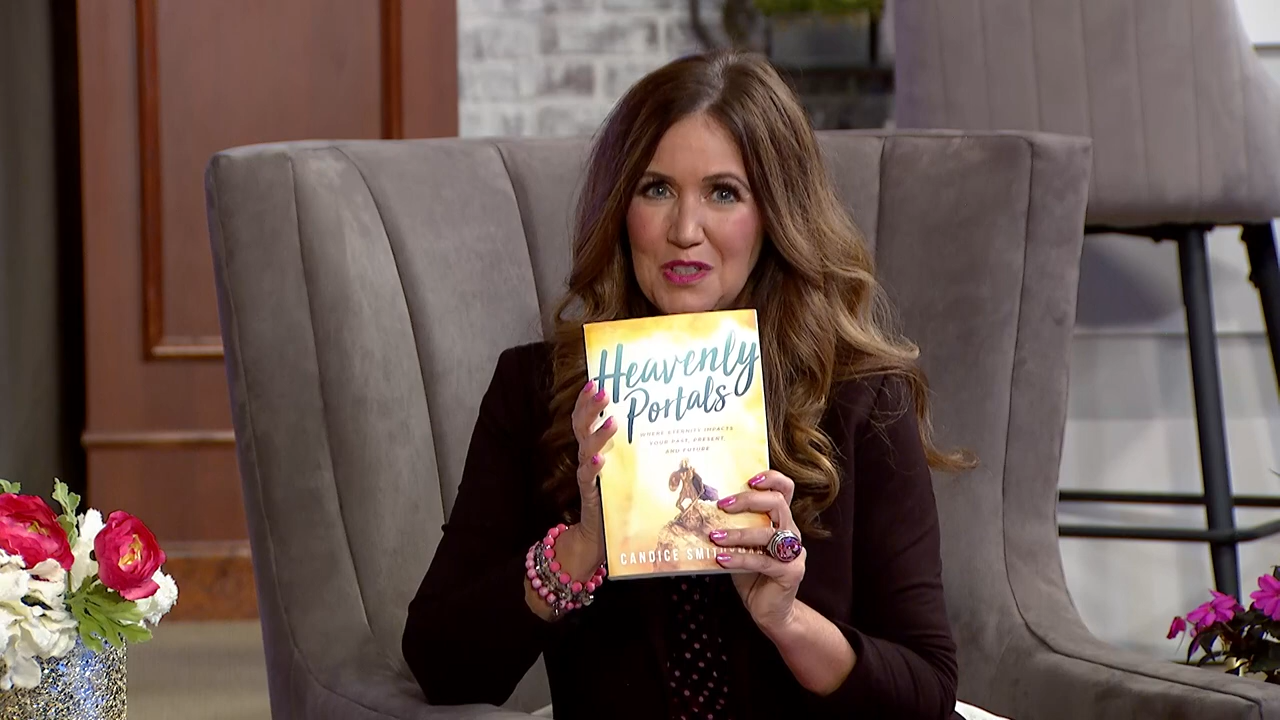 Heavenly
Portals
WHERE ETERNITY IMPACTS
YOUR PAST, PRESENT,
AND FUTURE
CANDICE